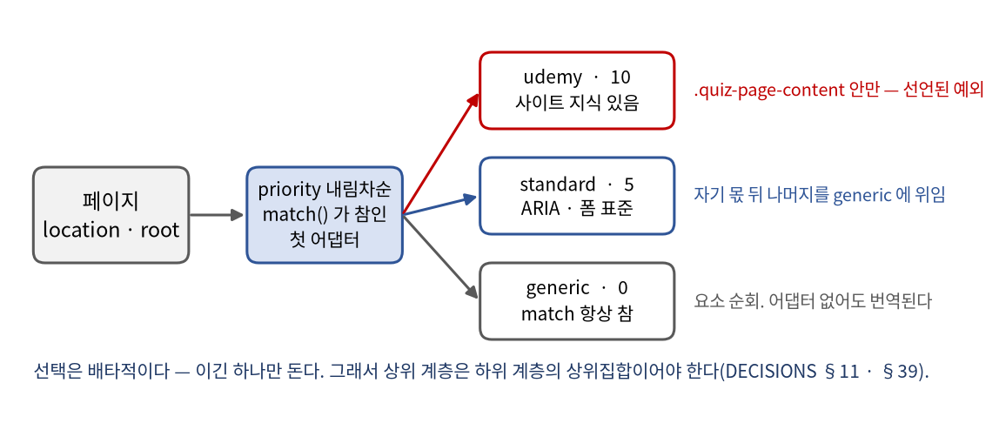 udemy · 10
사이트 지식 있음
.quiz-page-content 안만 — 선언된 예외
페이지
location · root
priority 내림차순
match() 가 참인
첫 어댑터
standard · 5
ARIA · 폼 표준
자기 몫 뒤 나머지를 generic 에 위임
generic · 0
match 항상 참
요소 순회. 어댑터 없어도 번역된다
선택은 배타적이다 — 이긴 하나만 돈다. 그래서 상위 계층은 하위 계층의 상위집합이어야 한다(DECISIONS §11 · §39).